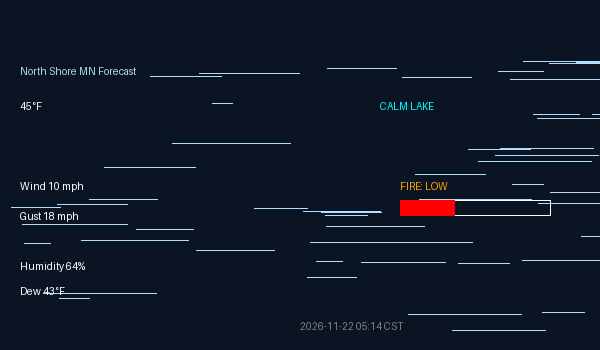 North Shore MN Forecast
45°F
CALM LAKE
Wind 10 mph
FIRE: LOW
Gust 18 mph
Humidity 64%
Dew 43°F
2026-11-22 05:14 CST